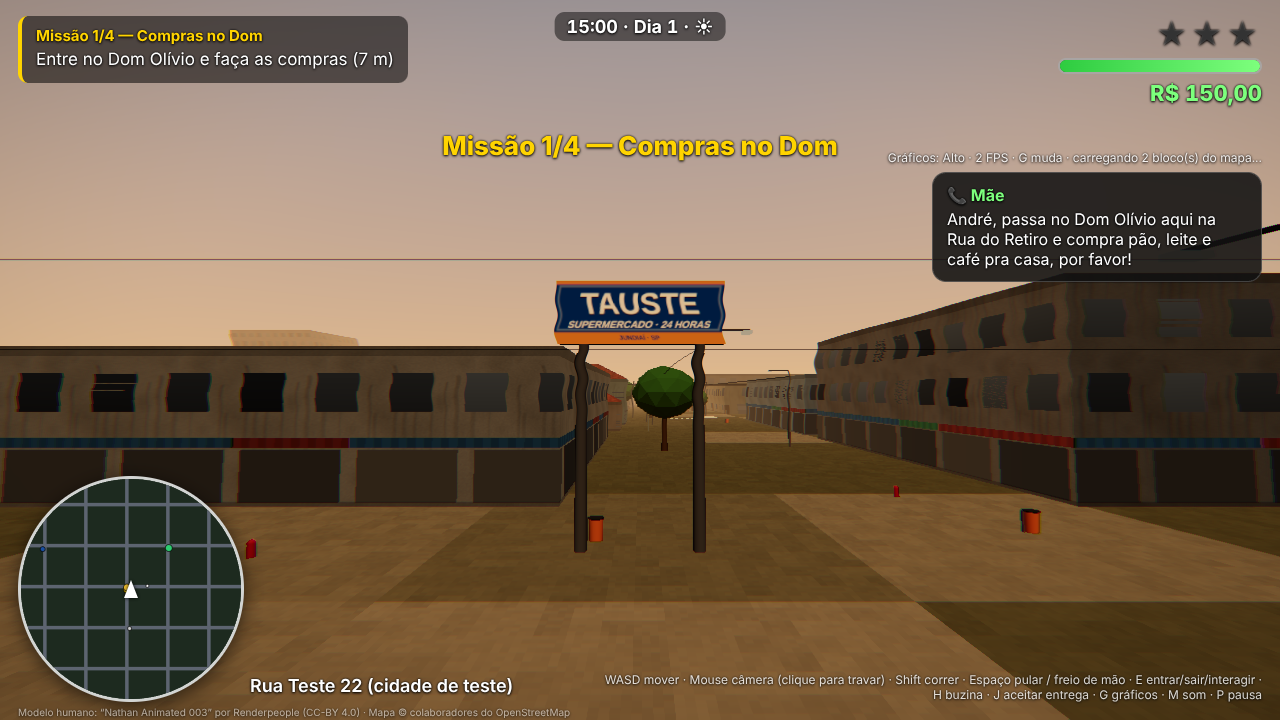 Missão 1/4 — Compras no Dom
Entre no Dom Olívio e faça as compras (7 m)
15:00 · Dia 1 · ☀
R$ 150,00
Missão 1/4 — Compras no Dom
Gráficos: Alto · 2 FPS · G muda · carregando 2 bloco(s) do mapa...
📞 Mãe
André, passa no Dom Olívio aqui na
Rua do Retiro e compra pão, leite e
café pra casa, por favor!
TAUSTE
SUPERMERCADO · 24 HORAS
Rua Teste 22 (cidade de teste)
WASD mover · Mouse câmera (clique para travar) · Shift correr · Espaço pular / freio de mão · E entrar/sair/interagir ·
H buzina · J aceitar entrega · G gráficos · M som · P pausa
Modelo humano: “Nathan Animated 003” por Renderpeople (CC-BY 4.0) · Mapa © colaboradores do OpenStreetMap